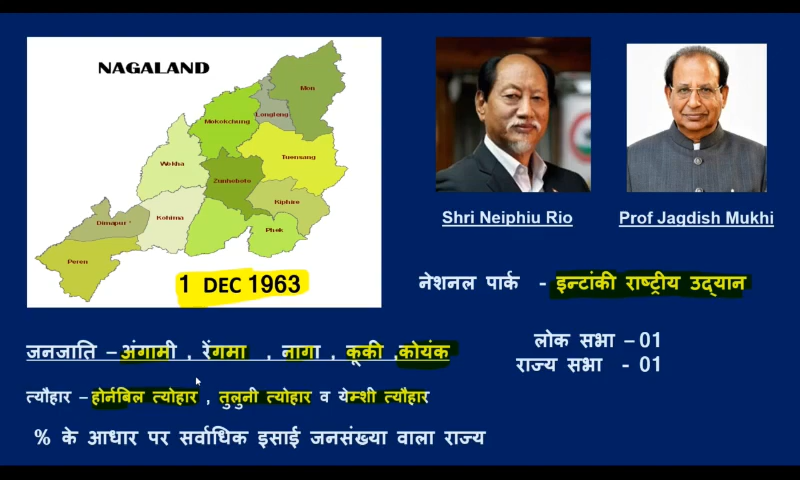 NAGALAND
Mon
Longleng
Mokokchung
Tuensang
Wokha
Zunheboto
Kiphire
Kohima
Dimapur
Phek
Peren
1 DEC 1963
Shri Neiphiu Rio
Prof Jagdish Mukhi
नेशनल पार्क - इन्टांकी राष्ट्रीय उद्यान
लोक सभा – 01
राज्य सभा - 01
जनजाति – अंगामी , रेंगमा , नागा , कूकी ,कोयंक
त्यौहार – होर्नबिल त्योहार , तुलुनी त्योहार व येम्शी त्यौहार
% के आधार पर सर्वाधिक इसाई जनसंख्या वाला राज्य